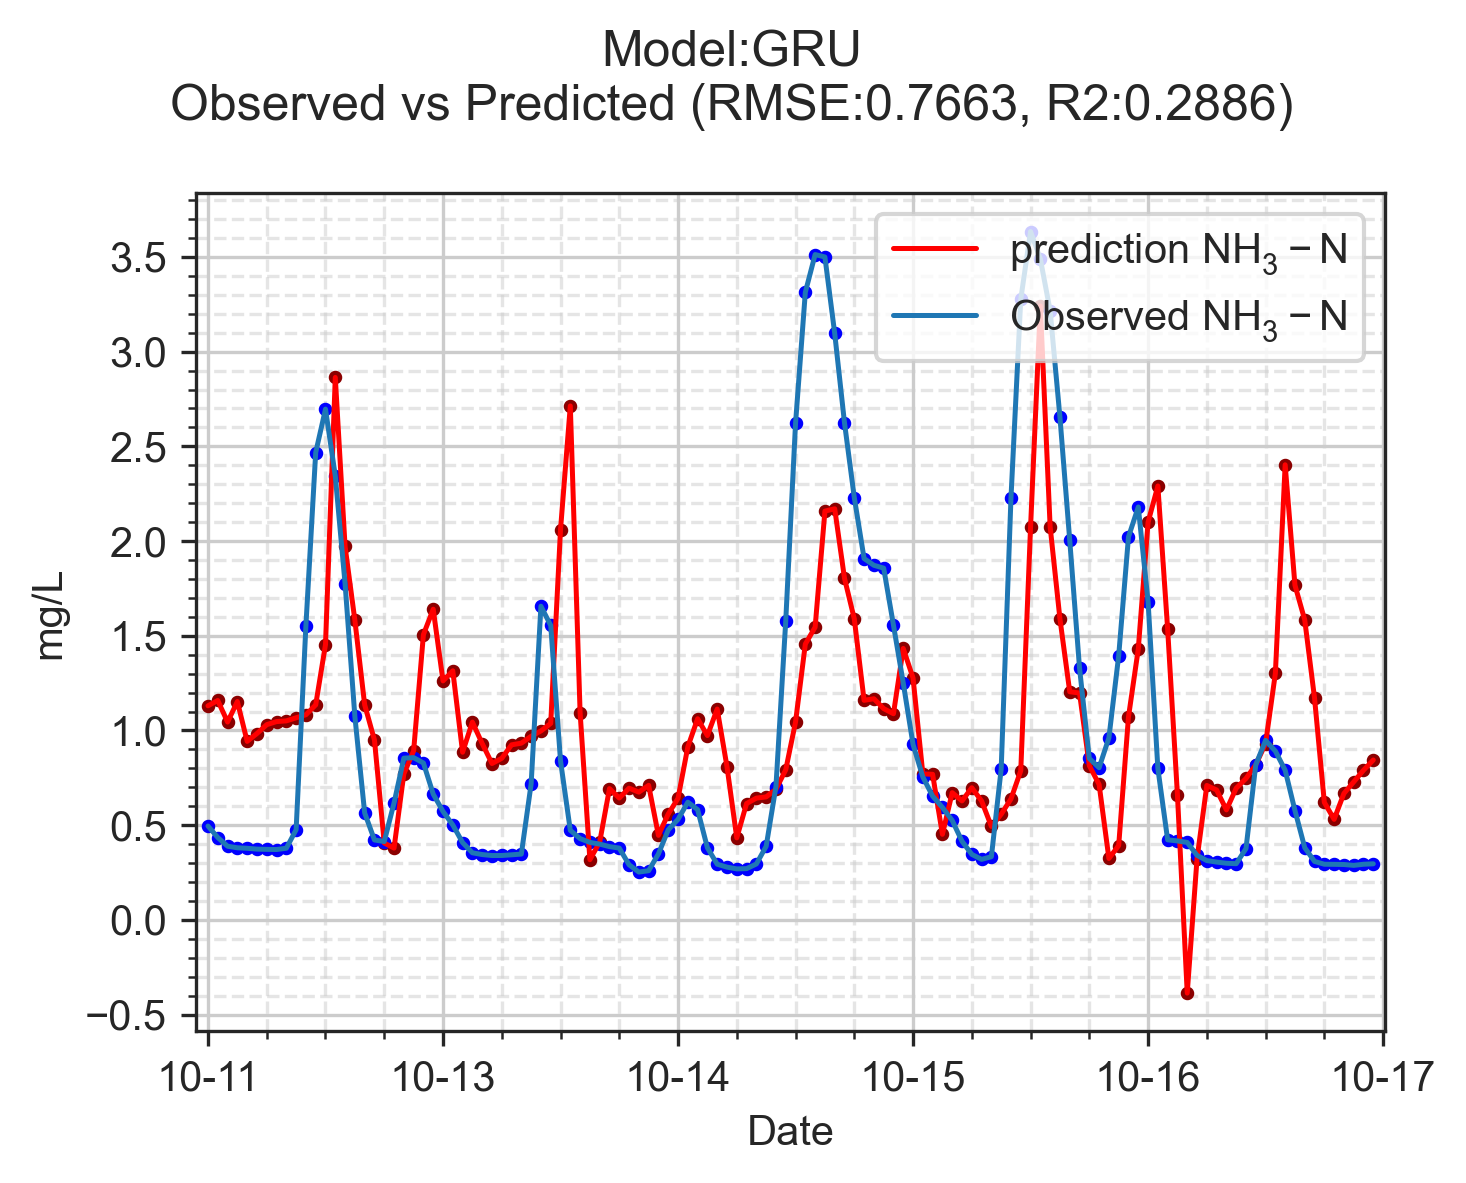 Model:GRU
Observed vs Predicted (RMSE:0.7663, R2:0.2886)
prediction NH₃ − N
Observed NH₃ − N
3.5
3.0
2.5
2.0
1.5
1.0
0.5
0.0
−0.5
mg/L
10-11 10-13 10-14 10-15 10-16 10-17
Date